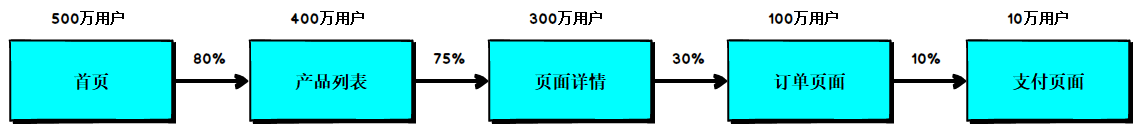 500万用户
400万用户
300万用户
100万用户
10万用户
首页
80%
产品列表
75%
页面详情
30%
订单页面
10%
支付页面